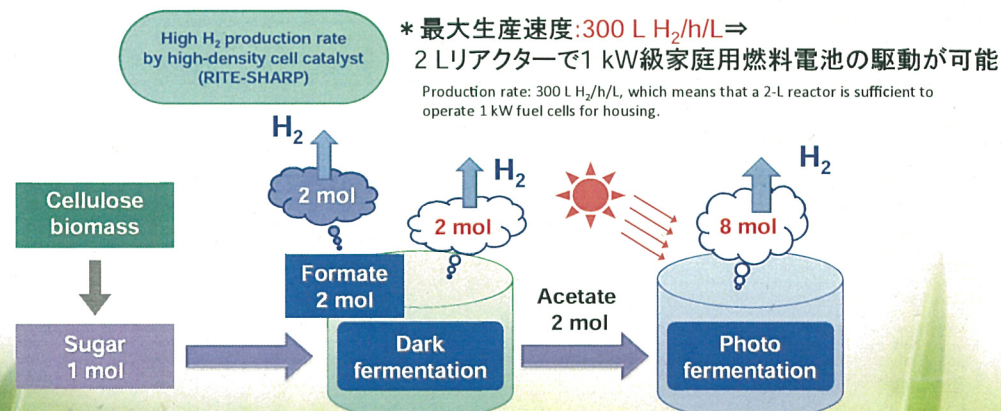 High H₂ production rate
by high-density cell catalyst
(RITE-SHARP)
*最大生産速度:300 L H₂/h/L⇒
2 Lリアクターで1 kW級家庭用燃料電池の駆動が可能
Production rate: 300 L H₂/h/L, which means that a 2-L reactor is sufficient to
operate 1 kW fuel cells for housing.
H₂
2 mol
H₂
2 mol
H₂
8 mol
Cellulose
biomass
Formate
2 mol
Acetate
2 mol
Sugar
1 mol
Dark
fermentation
Photo
fermentation